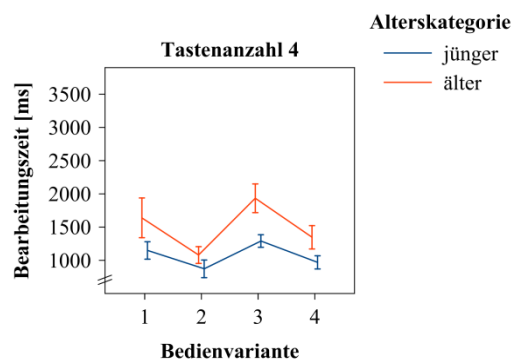 Alterskategorie
jünger
älter
Tastenanzahl 4
Bearbeitungszeit [ms]
3500
3000
2500
2000
1500
1000
1 2 3 4
Bedienvariante